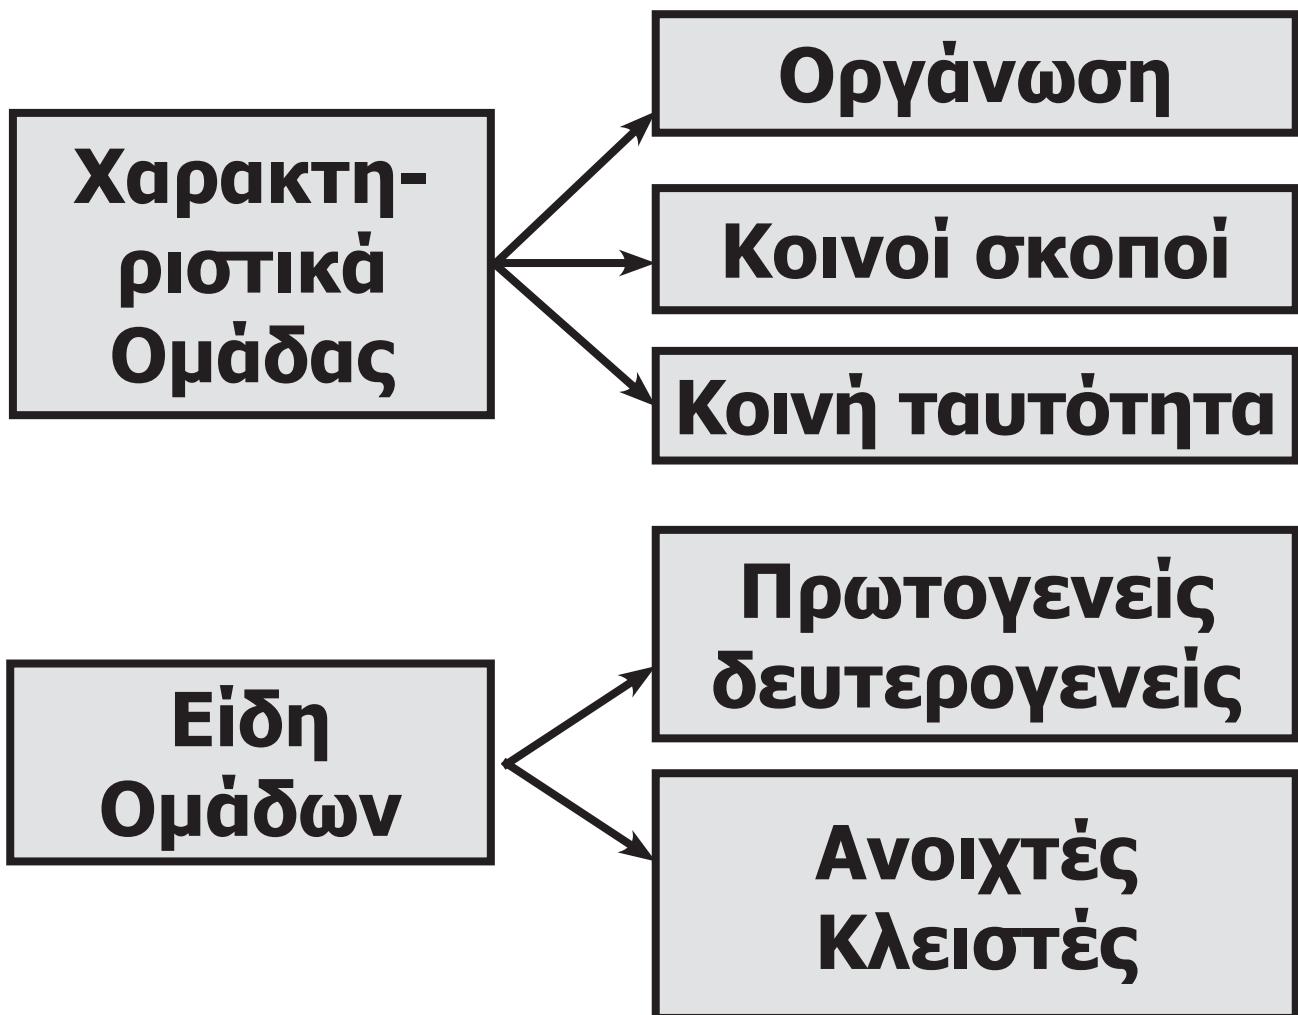 Χαρακτη-
ριστικά
Ομάδας
Οργάνωση
Κοινοί σκοποί
Κοινή ταυτότητα
Είδη
Ομάδων
Πρωτογενείς
δευτερογενείς
Ανοιχτές
Κλειστές